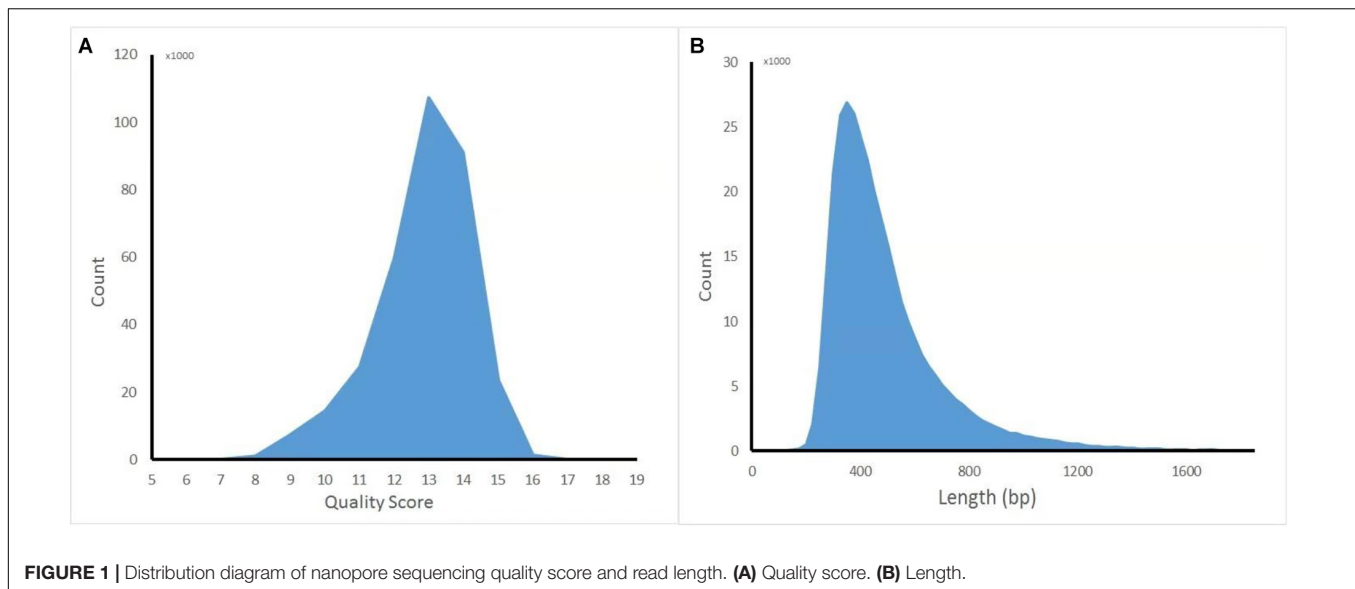 A
x1000
120
100
80
60
40
20
0
Count
5 6 7 8 9 10 11 12 13 14 15 16 17 18 19
Quality Score
B
x1000
30
25
20
15
10
5
0
Count
0 400 800 1200 1600
Length (bp)
FIGURE 1 | Distribution diagram of nanopore sequencing quality score and read length. (A) Quality score. (B) Length.